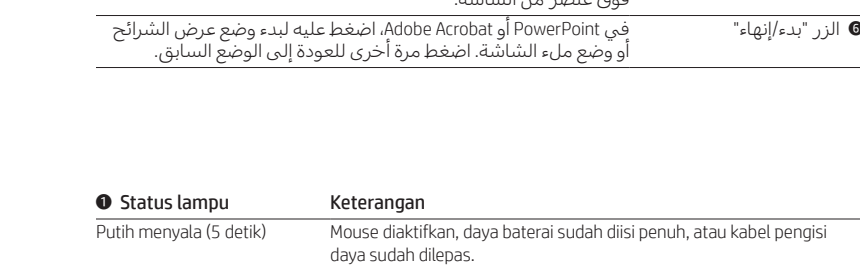 فوق عنصر من الشاشة.
❻ الزر "بدء/إنهاء" في PowerPoint أو Adobe Acrobat، اضغط عليه لبدء وضع عرض الشرائح
أو وضع ملء الشاشة. اضغط مرة أخرى للعودة إلى الوضع السابق.
❶ Status lampu Keterangan
Putih menyala (5 detik) Mouse diaktifkan, daya baterai sudah diisi penuh, atau kabel pengisi
daya sudah dilepas.